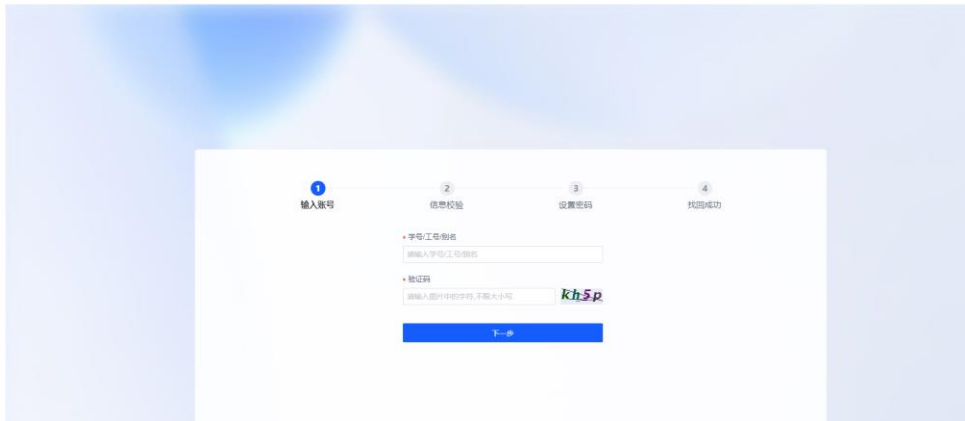 1
输入账号
2
信息校验
3
设置密码
4
找回成功
* 学号/工号/别名
请输入学号/工号/别名
* 验证码
请输入图片中的字符,不限大小写
kh5p
下一步